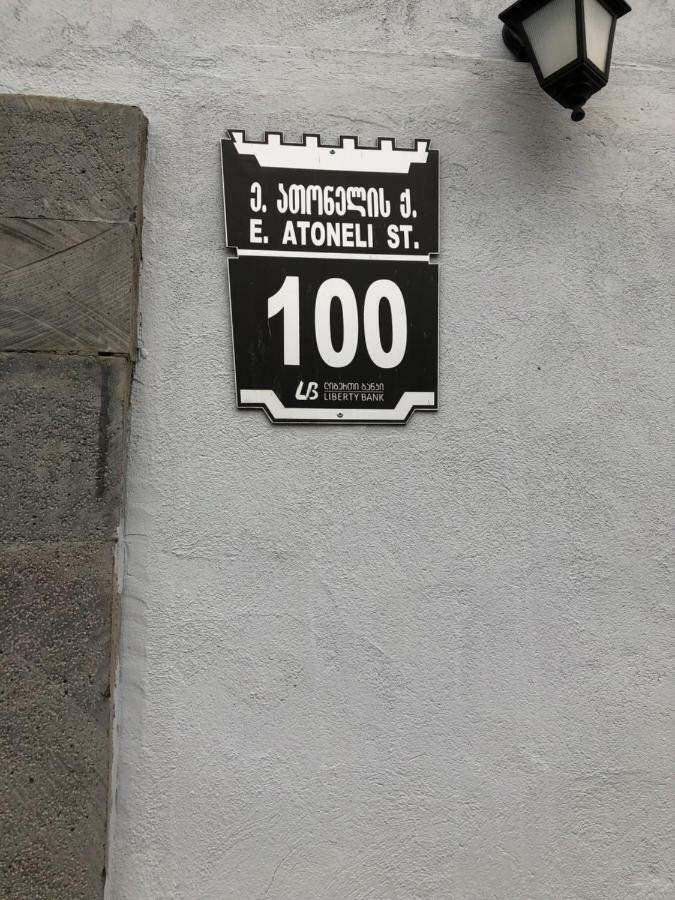 ე. ათონელის ქ.
E. ATONELI ST.
100
LB
ლიბერთი ბანკი
LIBERTY BANK